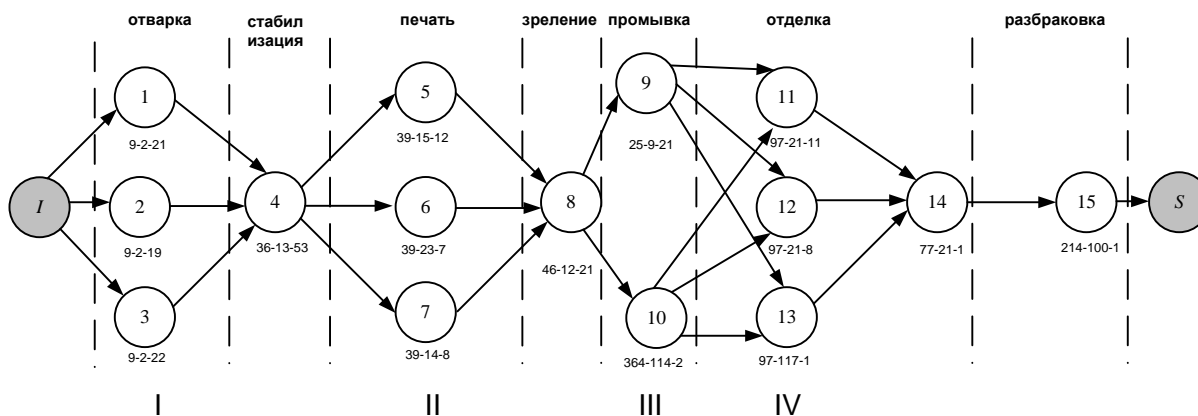 отварка
стабил
изация
печать
зреление
промывка
отделка
разбраковка
I
1
9-2-21
2
9-2-19
3
9-2-22
4
36-13-53
5
39-15-12
6
39-23-7
7
39-14-8
8
46-12-21
9
25-9-21
10
364-114-2
11
97-21-11
12
97-21-8
13
97-117-1
14
77-21-1
15
214-100-1
S
I
II
III
IV